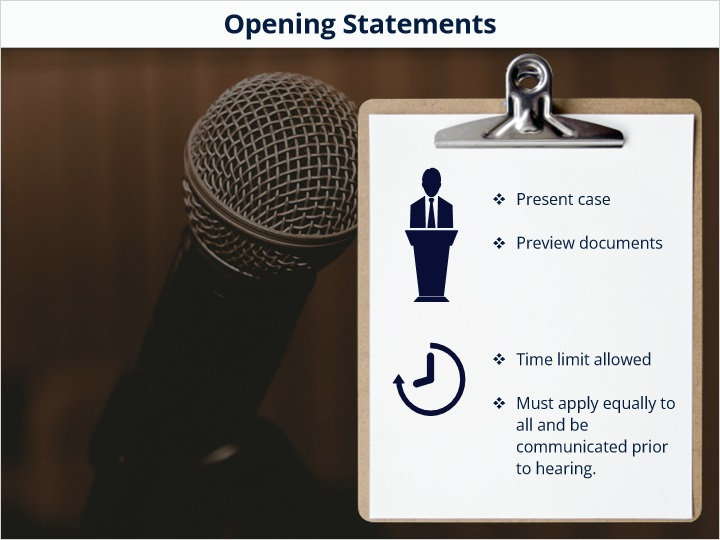 Opening Statements
❖ Present case
❖ Preview documents
❖ Time limit allowed
❖ Must apply equally to
all and be
communicated prior
to hearing.